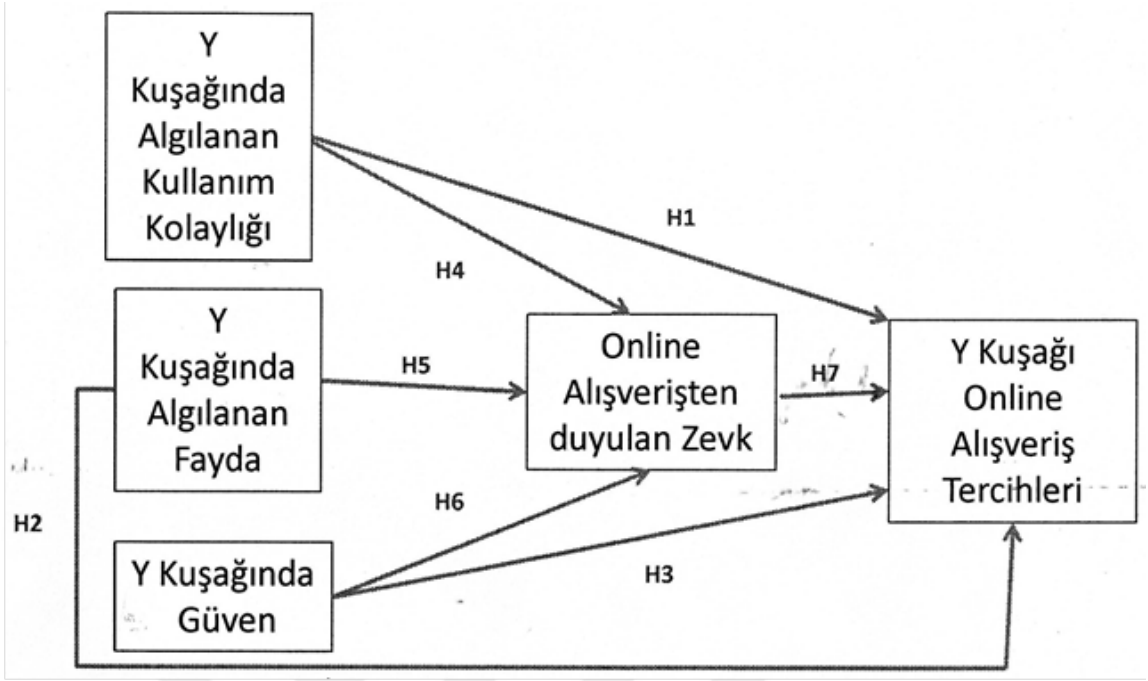 Y
Kuşağında
Algılanan
Kullanım
Kolaylığı
H1
H4
Y
Kuşağında
Algılanan
Fayda
H5
Online
Alışverişten
duyulan Zevk
H7
Y Kuşağı
Online
Alışveriş
Tercihleri
H2
H6
Y Kuşağında
Güven
H3